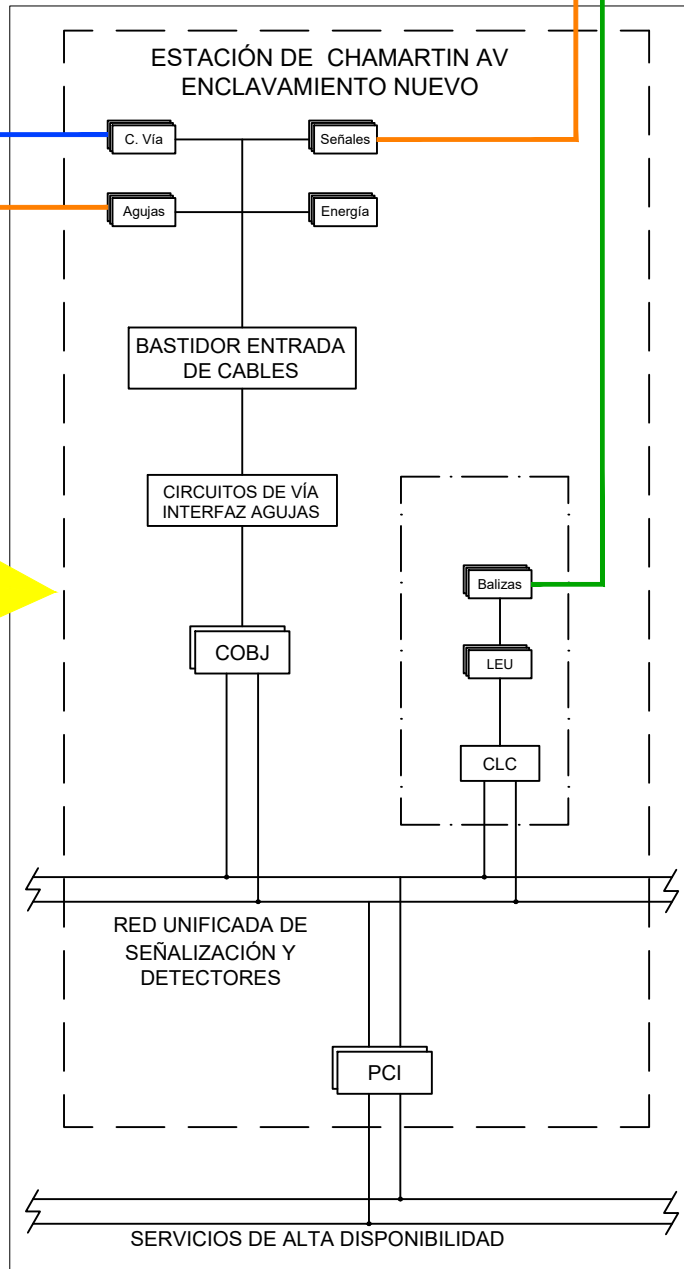 ESTACIÓN DE CHAMARTIN AV
ENCLAVAMIENTO NUEVO
C. Vía
Señales
Agujas
Energía
BASTIDOR ENTRADA
DE CABLES
CIRCUITOS DE VÍA
INTERFAZ AGUJAS
Balizas
COBJ
LEU
CLC
RED UNIFICADA DE
SEÑALIZACIÓN Y
DETECTORES
PCI
SERVICIOS DE ALTA DISPONIBILIDAD